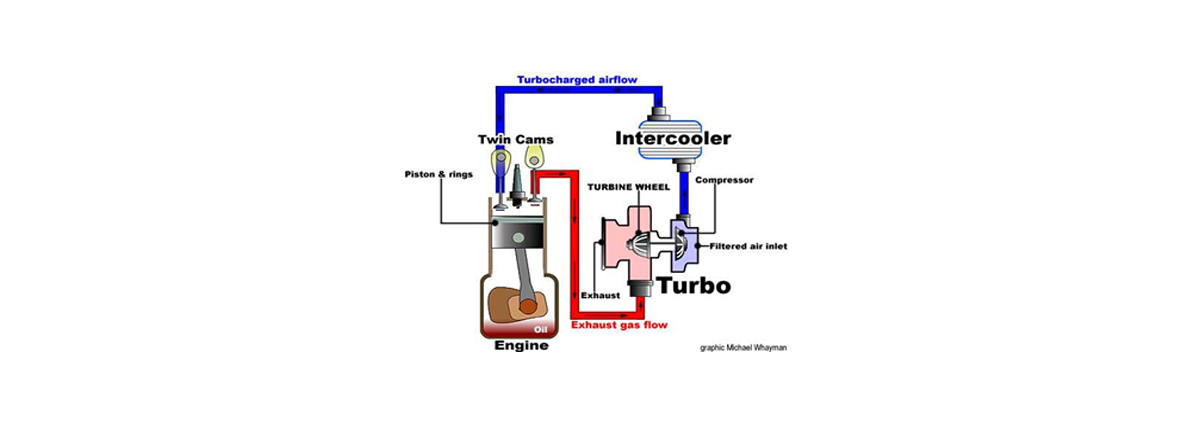 Turbocharged airflow
Twin Cams
Intercooler
Piston & rings
TURBINE WHEEL
Compressor
Filtered air inlet
Exhaust
Turbo
Exhaust gas flow
Oil
Engine
graphic Michael Whayman